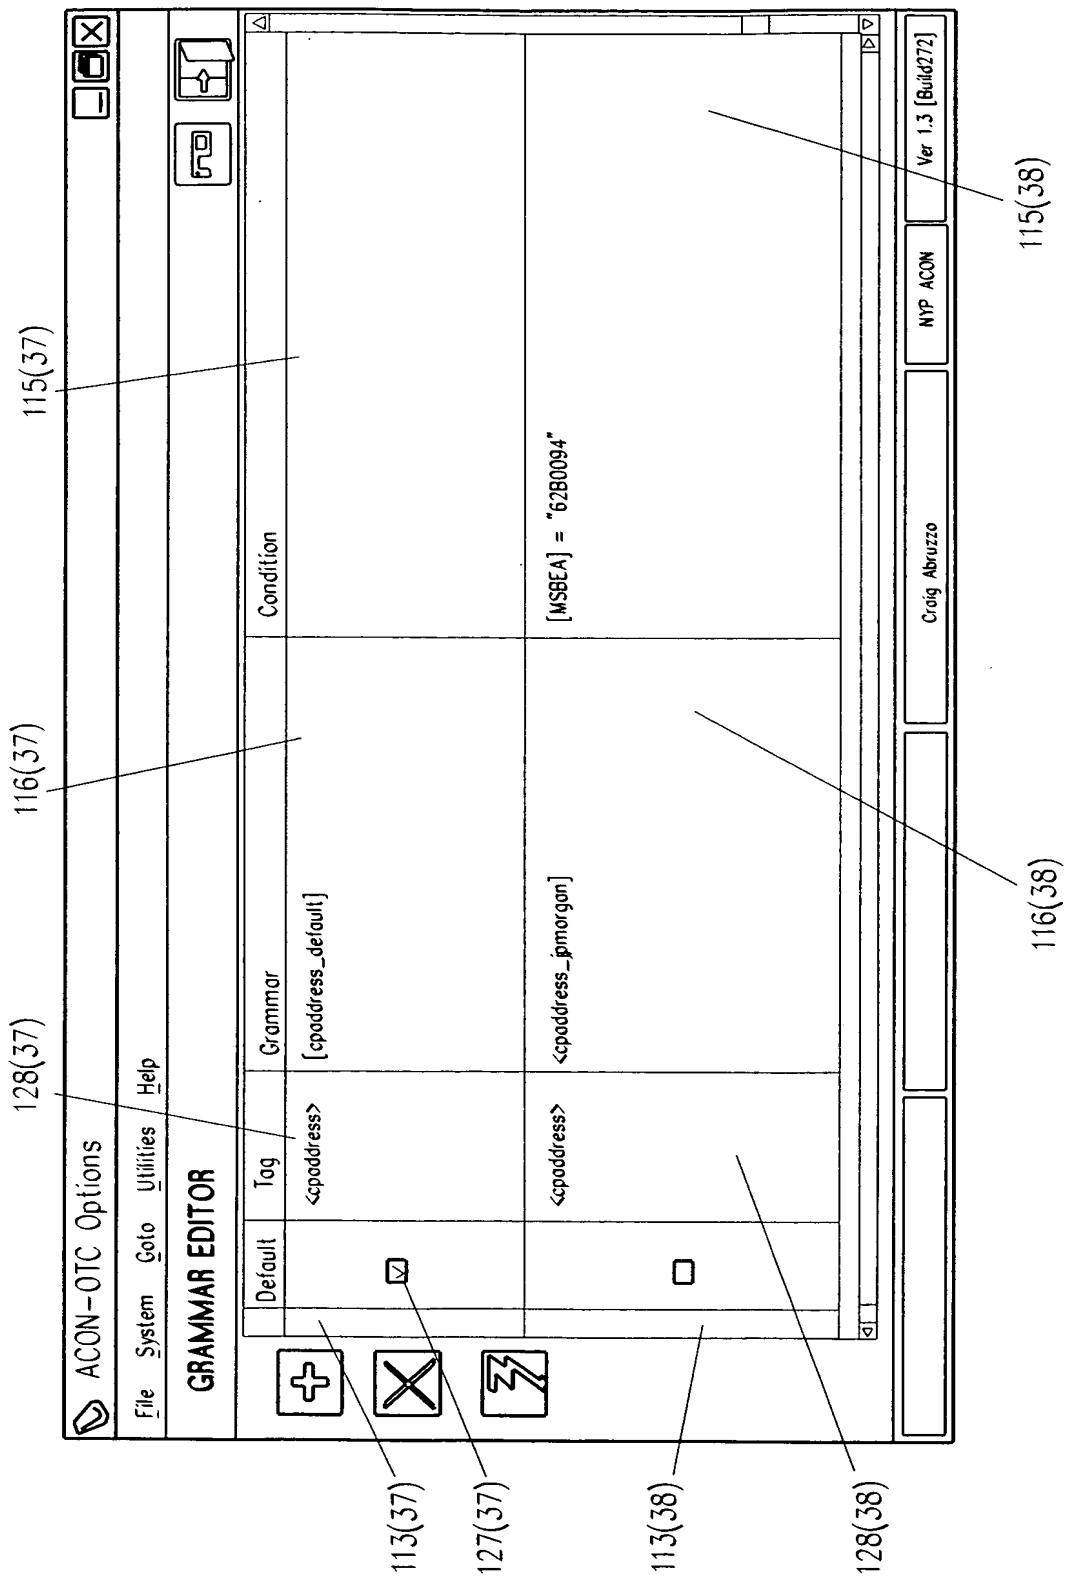 128(37)
116(37)
115(37)
ACON-OTC Options
File System Goto Utilities Help
GRAMMAR EDITOR
Default Tag Grammar Condition
<cpaddress> [cpaddress_default]
<cpaddress> <cpaddress_jpmorgan] [MSBEA] = "62B0094"
Craig Abruzzo NYP ACON Ver 1.3 [Build272]
113(37)
127(37)
113(38)
128(38)
116(38)
115(38)